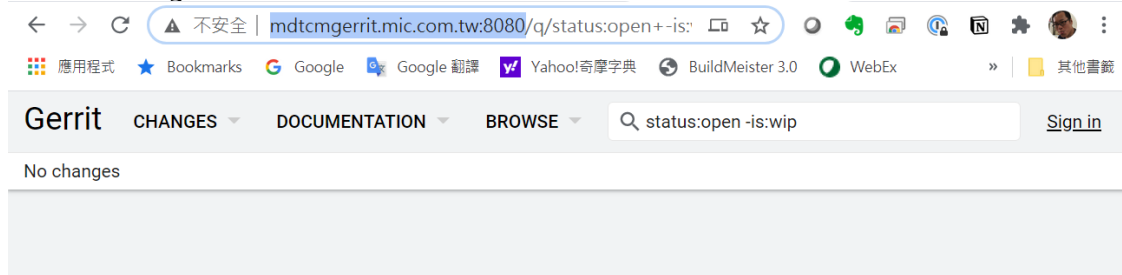 不安全 | mdtcmgerrit.mic.com.tw:8080/q/status:open+-is:
應用程式 Bookmarks Google Google 翻譯 Yahoo!奇摩字典 BuildMeister 3.0 WebEx » 其他書籤
Gerrit CHANGES DOCUMENTATION BROWSE status:open -is:wip Sign in
No changes